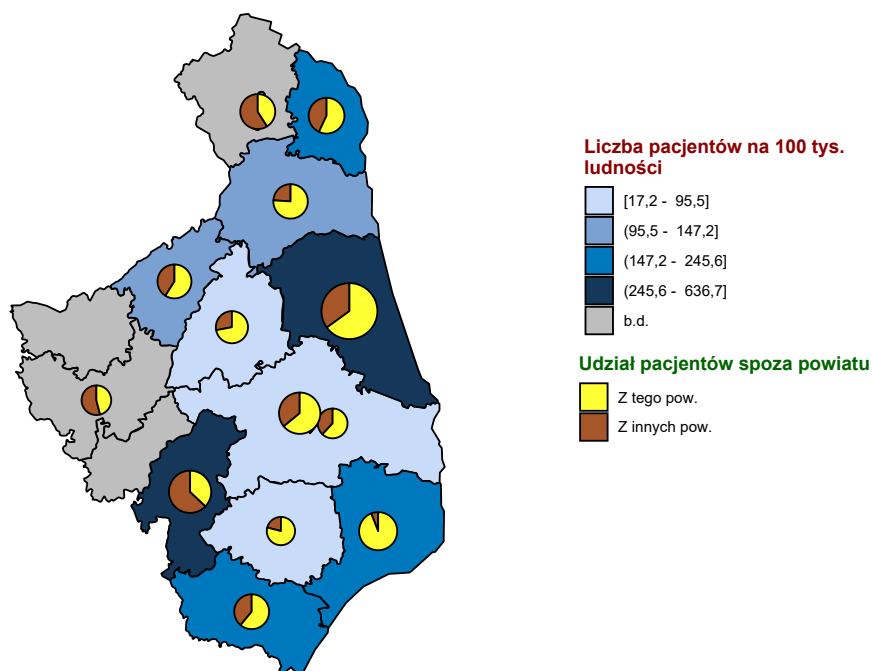 Liczba pacjentów na 100 tys.
ludności
[17,2 - 95,5]
(95,5 - 147,2]
(147,2 - 245,6]
(245,6 - 636,7]
b.d.
Udział pacjentów spoza powiatu
Z tego pow.
Z innych pow.